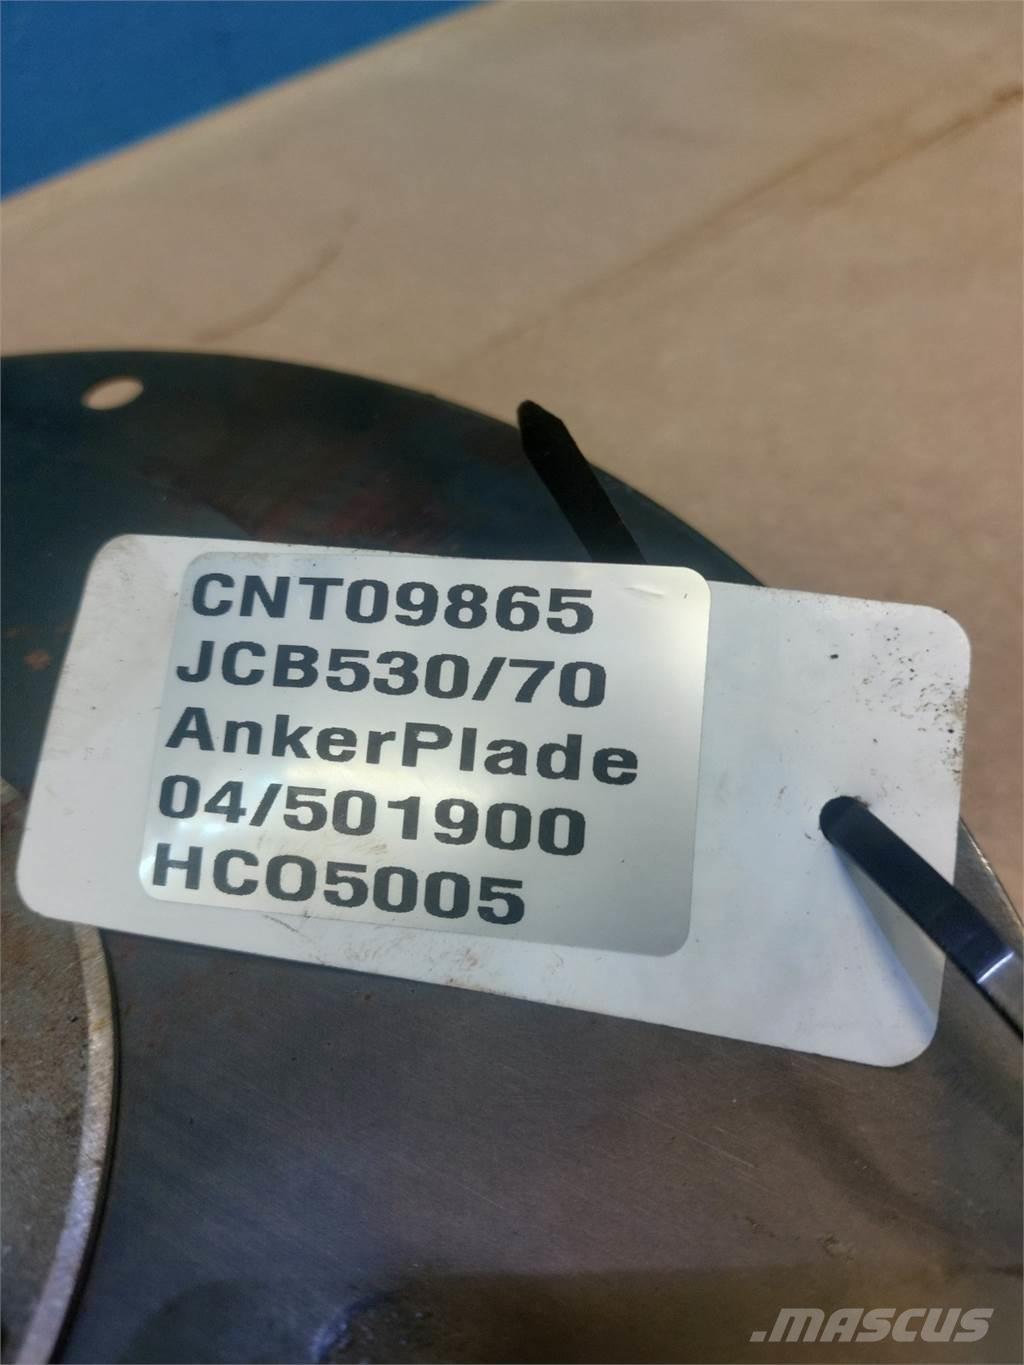 CNT09865
JCB530/70
AnkerPlade
04/501900
HCO5005
.MASCUS